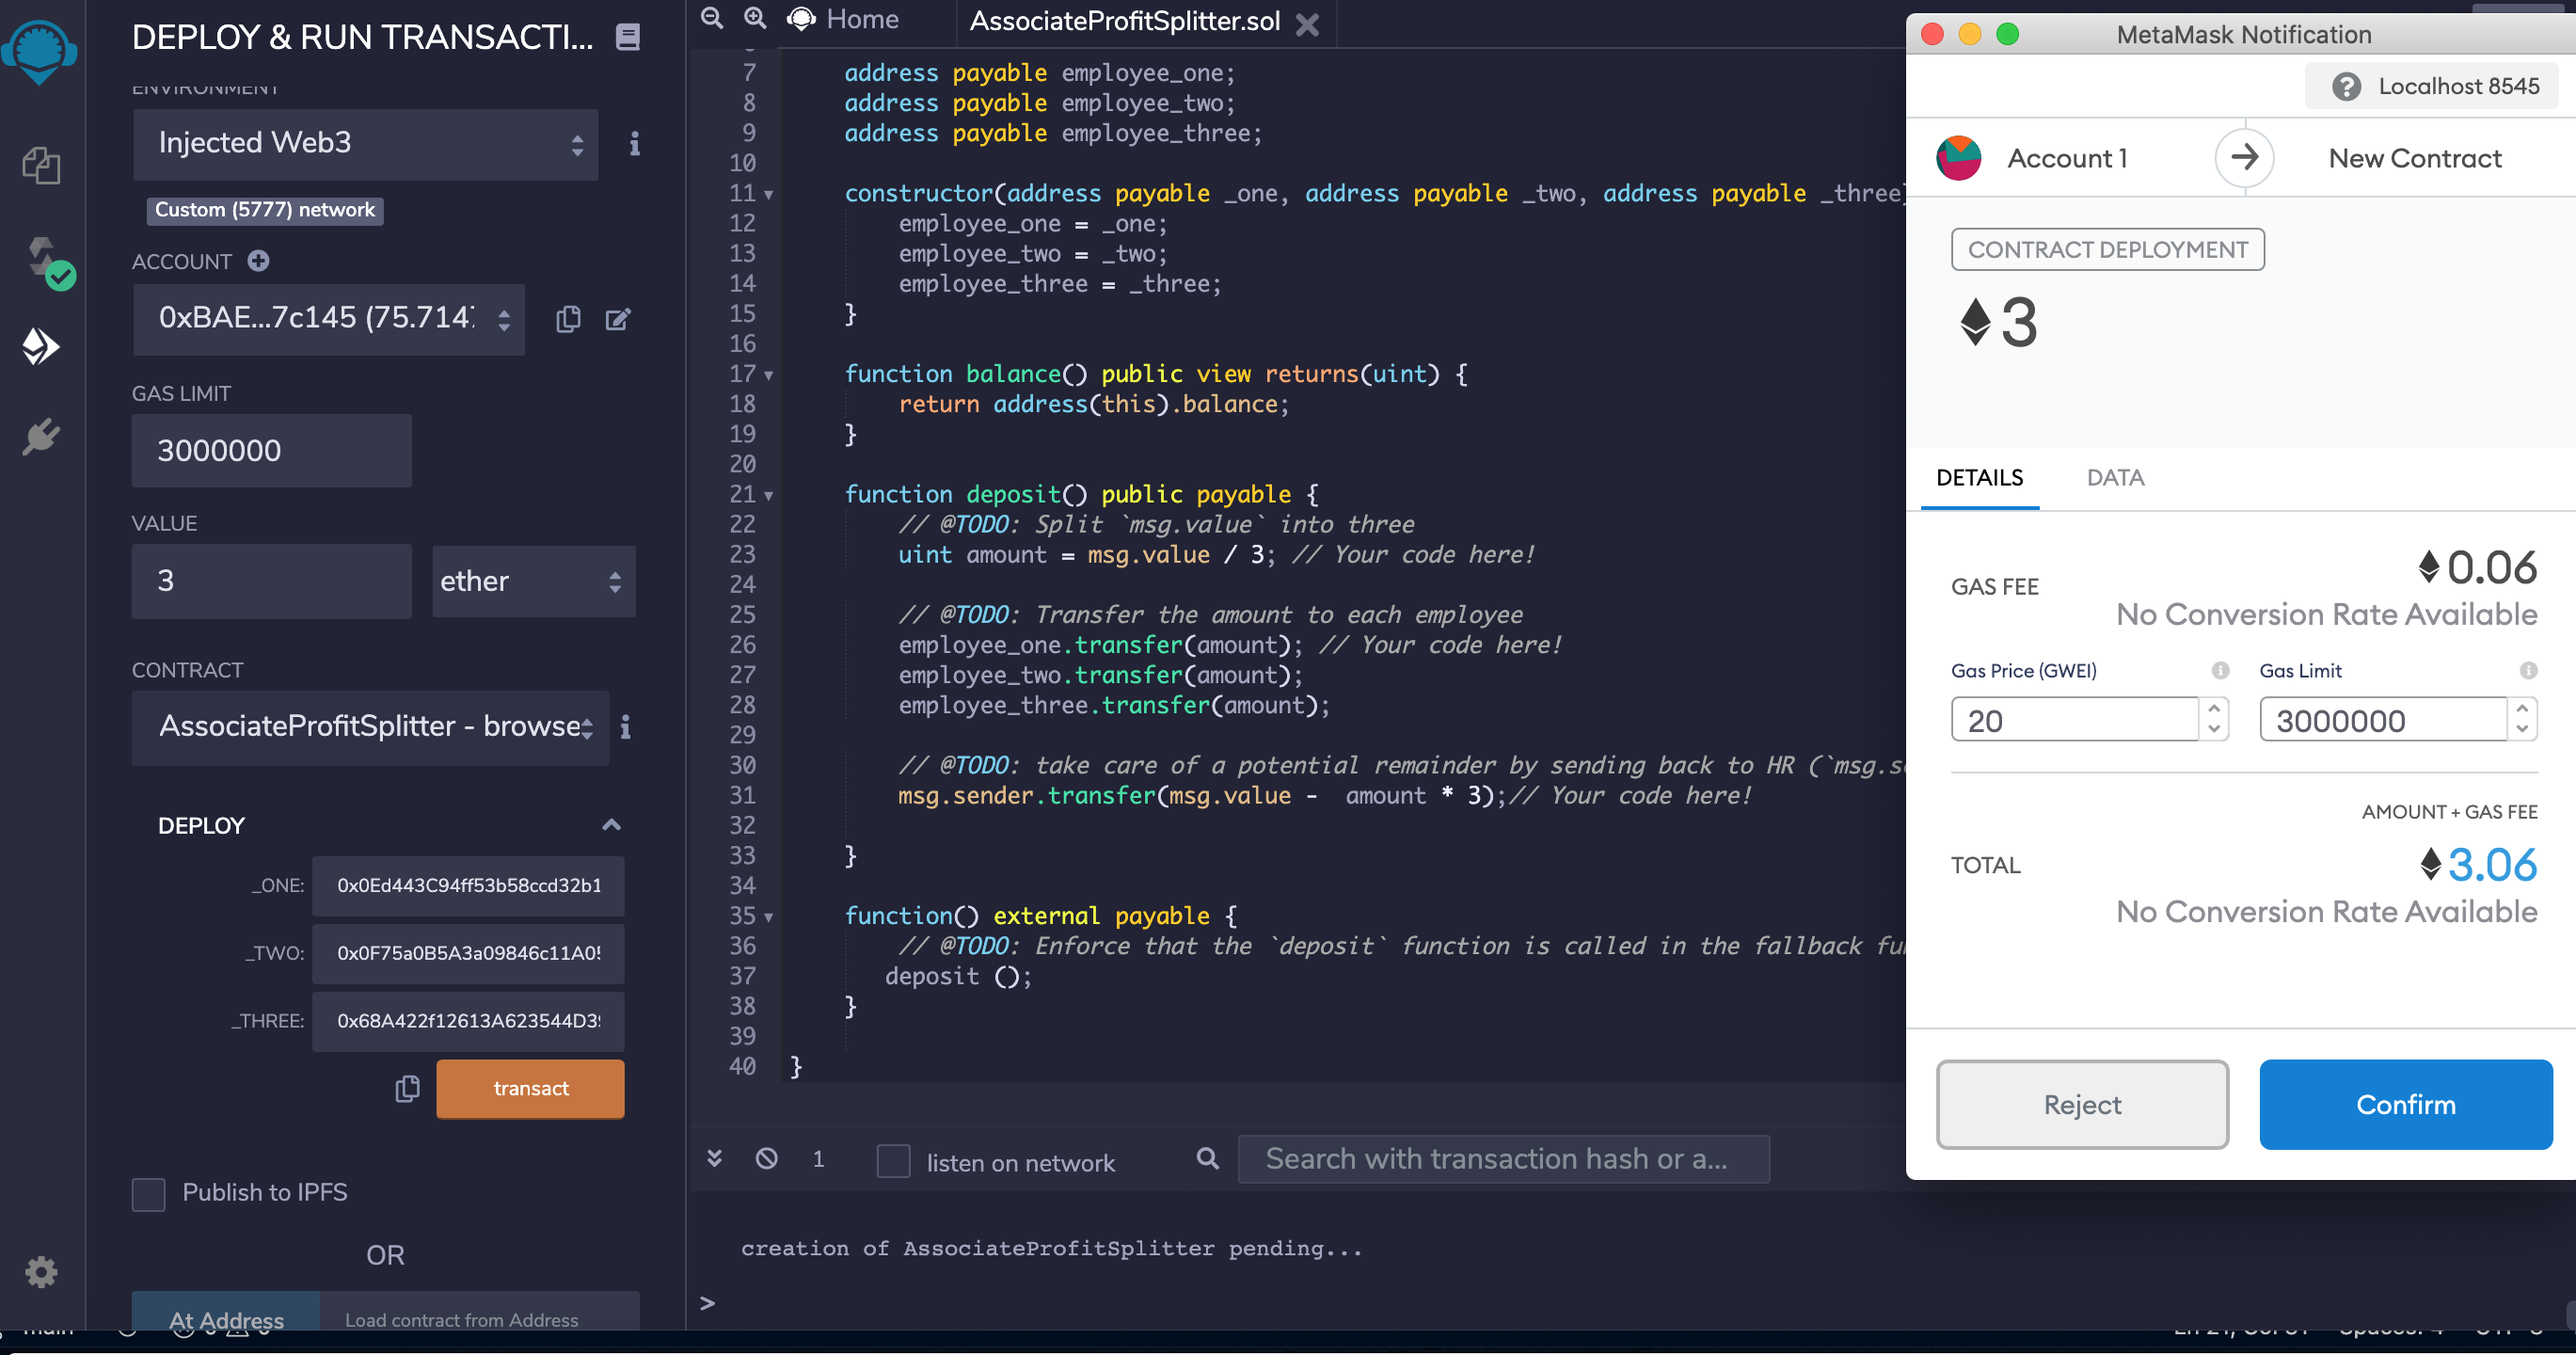 DEPLOY & RUN TRANSACTI...
ENVIRONMENT
Injected Web3
Custom (5777) network
ACCOUNT
0xBAE...7c145 (75.7147
GAS LIMIT
3000000
VALUE
3
ether
CONTRACT
AssociateProfitSplitter - browse
DEPLOY
_ONE: 0x0Ed443C94ff53b58ccd32b1
_TWO: 0x0F75a0B5A3a09846c11A05
_THREE: 0x68A422f12613A623544D39
transact
Publish to IPFS
OR
At Address
Load contract from Address
Home
AssociateProfitSplitter.sol
7 address payable employee_one;
8 address payable employee_two;
9 address payable employee_three;
10
11 constructor(address payable _one, address payable _two, address payable _three)
12 employee_one = _one;
13 employee_two = _two;
14 employee_three = _three;
15 }
16
17 function balance() public view returns(uint) {
18 return address(this).balance;
19 }
20
21 function deposit() public payable {
22 // @TODO: Split `msg.value` into three
23 uint amount = msg.value / 3; // Your code here!
24
25 // @TODO: Transfer the amount to each employee
26 employee_one.transfer(amount); // Your code here!
27 employee_two.transfer(amount);
28 employee_three.transfer(amount);
29
30 // @TODO: take care of a potential remainder by sending back to HR (`msg.s
31 msg.sender.transfer(msg.value -  amount * 3);// Your code here!
32
33 }
34
35 function() external payable {
36 // @TODO: Enforce that the `deposit` function is called in the fallback fu
37 deposit ();
38 }
39
40 }
1
listen on network
Search with transaction hash or a...
creation of AssociateProfitSplitter pending...
>
MetaMask Notification
Localhost 8545
Account 1
New Contract
CONTRACT DEPLOYMENT
3
DETAILS
DATA
GAS FEE
0.06
No Conversion Rate Available
Gas Price (GWEI)
Gas Limit
20
3000000
AMOUNT + GAS FEE
TOTAL
3.06
No Conversion Rate Available
Reject
Confirm